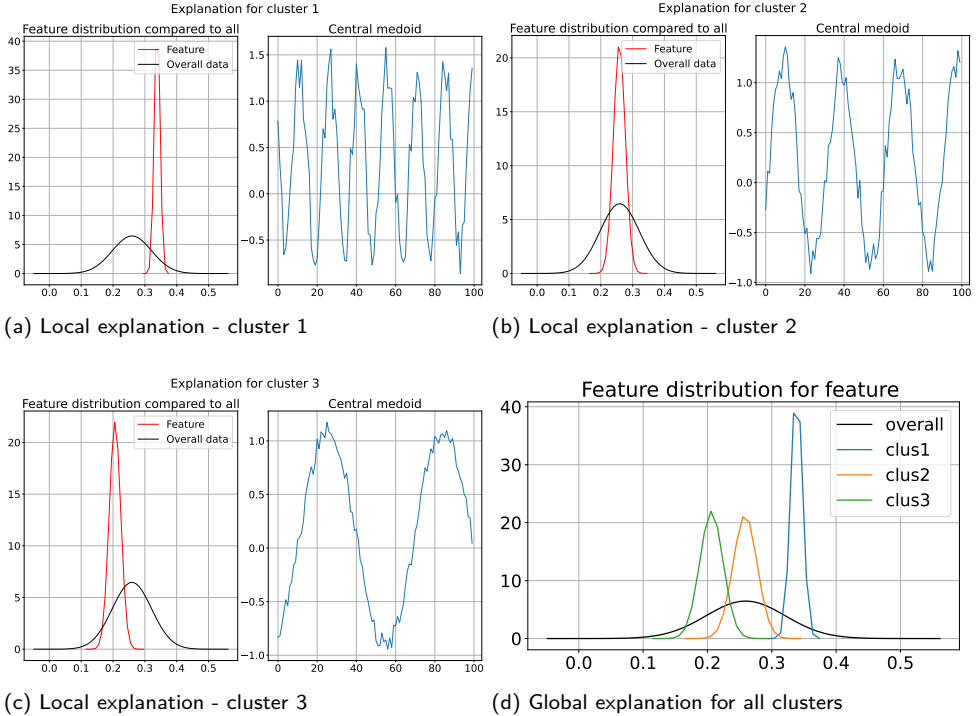 Explanation for cluster 1
Feature distribution compared to all
Central medoid
Feature
Overall data
40
35
30
25
20
15
10
5
0
0.0 0.1 0.2 0.3 0.4 0.5
1.5
1.0
0.5
0.0
−0.5
0 20 40 60 80 100
(a) Local explanation - cluster 1
Explanation for cluster 2
Feature distribution compared to all
Central medoid
Feature
Overall data
20
15
10
5
0
0.0 0.1 0.2 0.3 0.4 0.5
1.0
0.5
0.0
−0.5
−1.0
0 20 40 60 80 100
(b) Local explanation - cluster 2
Explanation for cluster 3
Feature distribution compared to all
Central medoid
Feature
Overall data
20
15
10
5
0
0.0 0.1 0.2 0.3 0.4 0.5
1.0
0.5
0.0
−0.5
−1.0
0 20 40 60 80 100
(c) Local explanation - cluster 3
Feature distribution for feature
overall
clus1
clus2
clus3
40
30
20
10
0
0.0 0.1 0.2 0.3 0.4 0.5
(d) Global explanation for all clusters